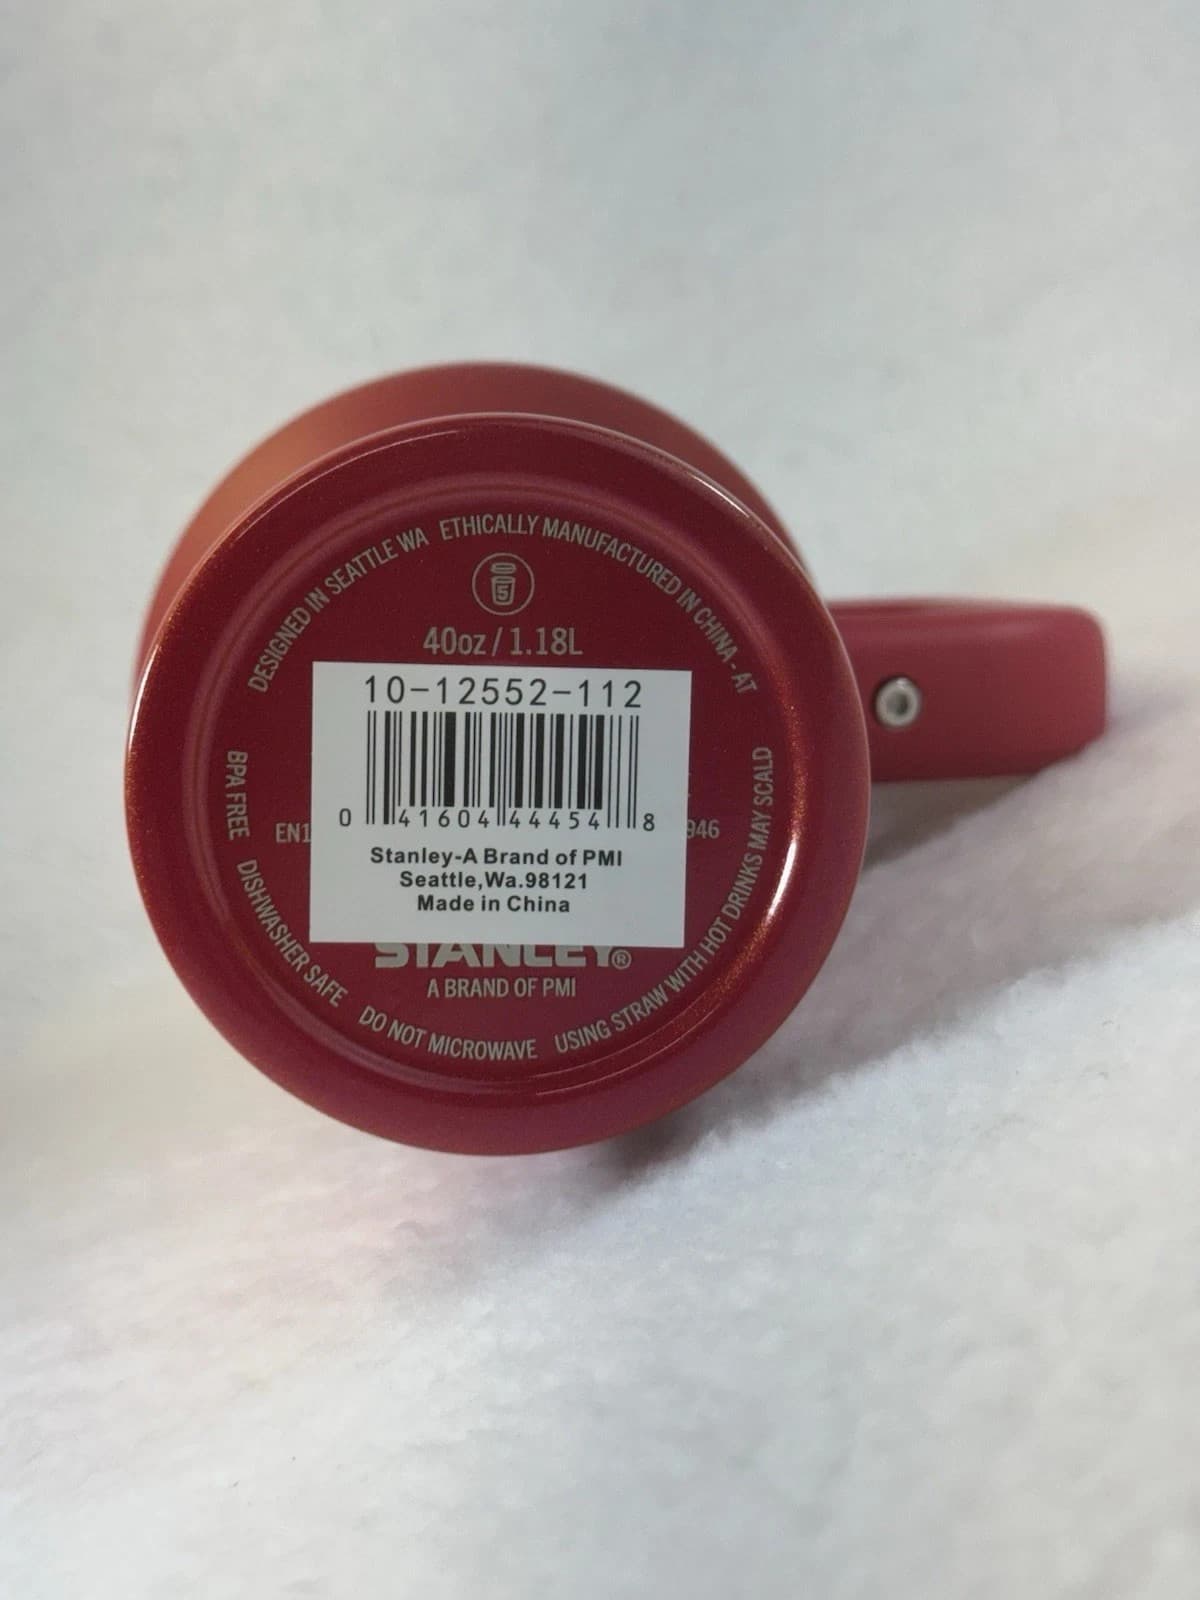 DESIGNED IN SEATTLE WA ETHICALLY MANUFACTURED IN CHINA - AT
5
40oz / 1.18L
10-12552-112
0 41604 44454 8
Stanley-A Brand of PMI
Seattle,Wa.98121
Made in China
EN1
946
STANLEY®
A BRAND OF PMI
BPA FREE DISHWASHER SAFE DO NOT MICROWAVE USING STRAW WITH HOT DRINKS MAY SCALD